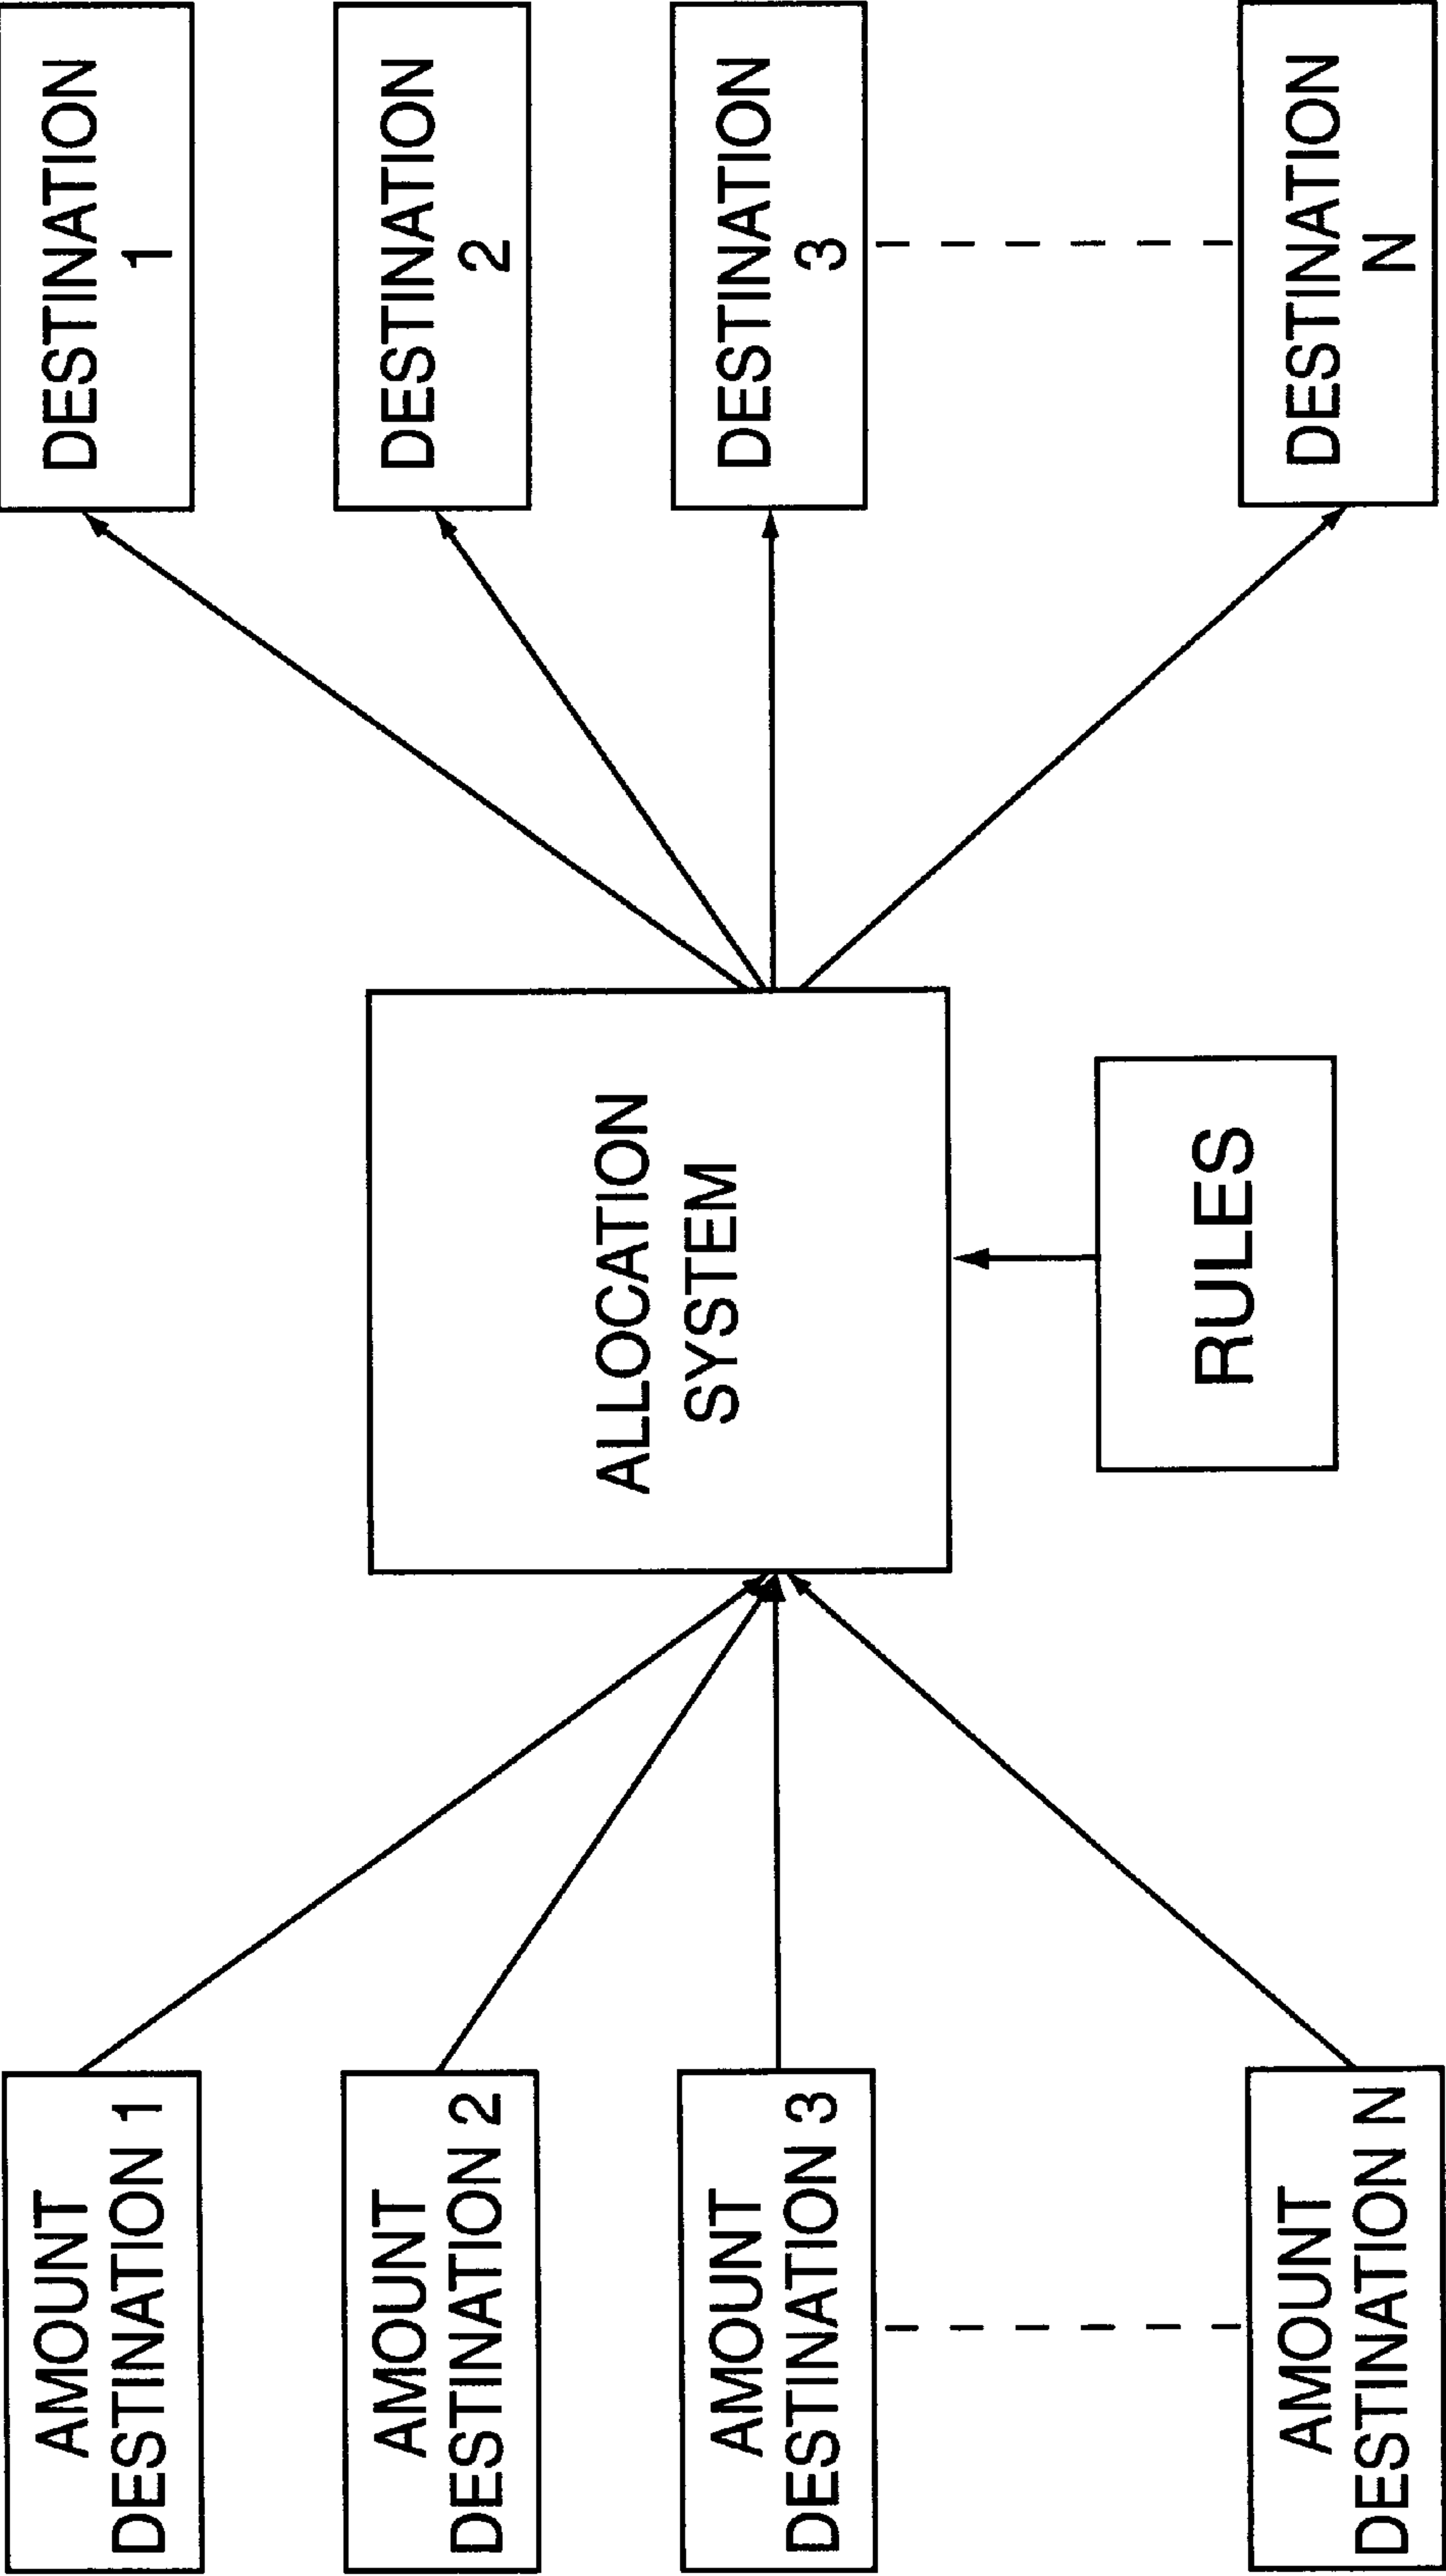 AMOUNT
DESTINATION 1
AMOUNT
DESTINATION 2
AMOUNT
DESTINATION 3
AMOUNT
DESTINATION N
ALLOCATION
SYSTEM
RULES
DESTINATION
1
DESTINATION
2
DESTINATION
3
DESTINATION
N